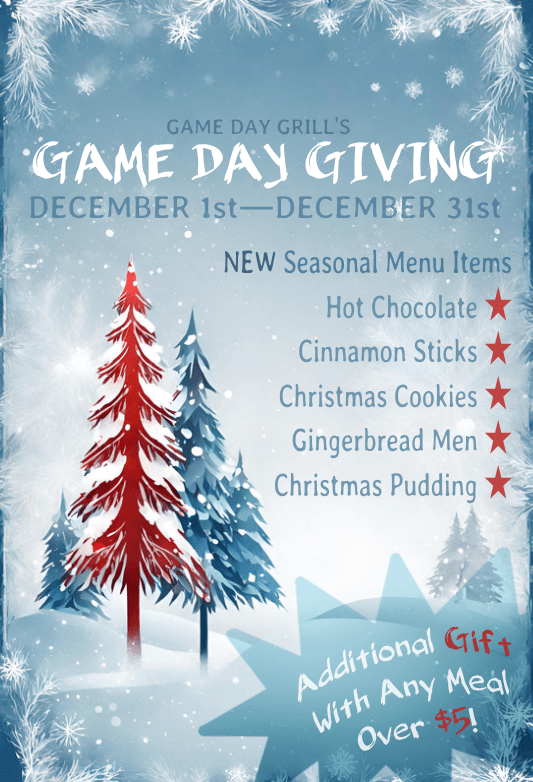 GAME DAY GRILL'S
GAME DAY GIVING
DECEMBER 1st—DECEMBER 31st
NEW Seasonal Menu Items
Hot Chocolate ★
Cinnamon Sticks ★
Christmas Cookies ★
Gingerbread Men ★
Christmas Pudding ★
Additional Gift
With Any Meal
Over $5!